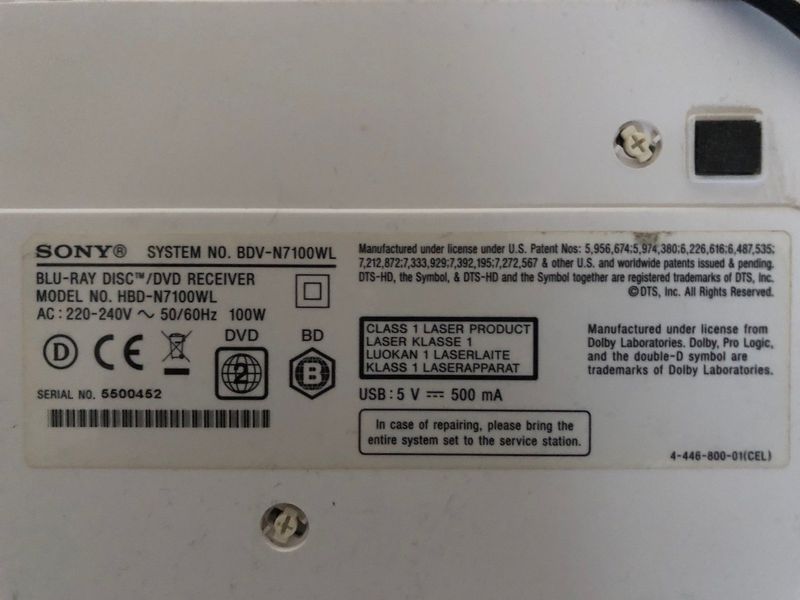 SONY® SYSTEM NO. BDV-N7100WL
BLU-RAY DISC™/DVD RECEIVER
MODEL NO. HBD-N7100WL
AC : 220-240V ~ 50/60Hz 100W
DVD BD
D CE 2 B
SERIAL NO. 5500452
Manufactured under license under U.S. Patent Nos: 5,956,674;5,974,380;6,226,616;6,487,535;
7,212,872;7,333,929;7,392,195;7,272,567 & other U.S. and worldwide patents issued & pending.
DTS-HD, the Symbol, & DTS-HD and the Symbol together are registered trademarks of DTS, Inc.
© DTS, Inc. All Rights Reserved.
CLASS 1 LASER PRODUCT
LASER KLASSE 1
LUOKAN 1 LASERLAITE
KLASS 1 LASERAPPARAT
USB : 5 V ⎓ 500 mA
In case of repairing, please bring the
entire system set to the service station.
Manufactured under license from
Dolby Laboratories. Dolby, Pro Logic,
and the double-D symbol are
trademarks of Dolby Laboratories.
4-446-800-01(CEL)